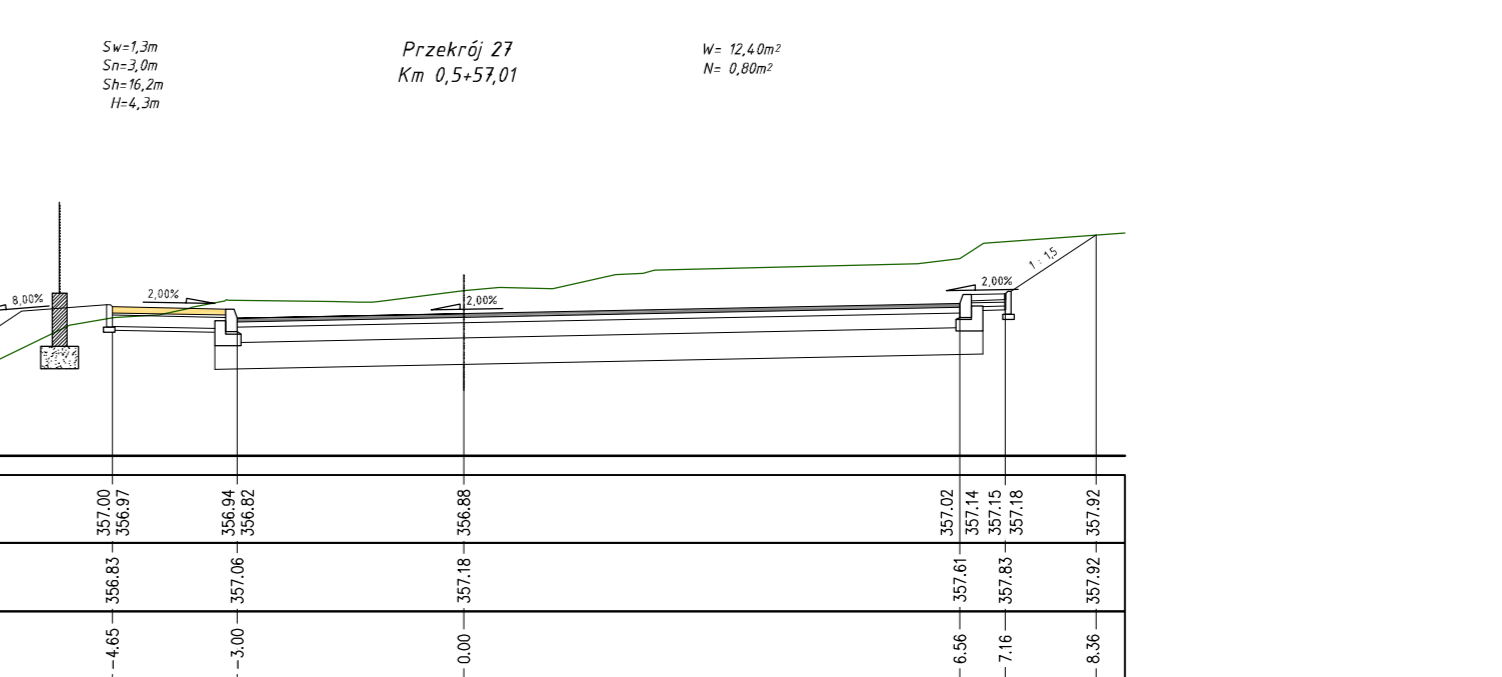 Sw=1,3m
Sn=3,0m
Sh=16,2m
H=4,3m
Przekrój 27
Km 0,5+57,01
W= 12,40m²
N= 0,80m²
8,00%
2,00%
2,00%
2,00%
1 : 1,5
357.00
356.97
356.94
356.82
356.88
357.02
357.14
357.15
357.18
357.92
356.83
357.06
357.18
357.61
357.83
357.92
-4.65
-3.00
0.00
6.56
7.16
8.36